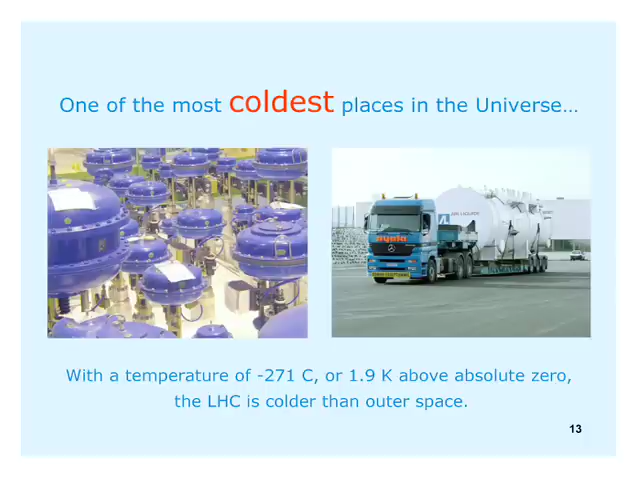 One of the most coldest places in the Universe…
With a temperature of -271 C, or 1.9 K above absolute zero,
the LHC is colder than outer space.
13